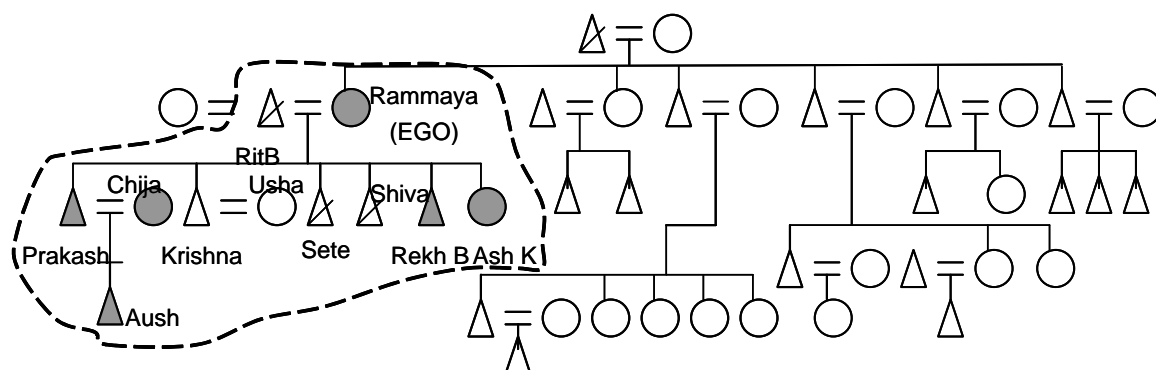 Rammaya
(EGO)
RitB
Chija
Usha
Shiva
Prakash
Krishna
Sete
Rekh B
Ash K
Aush